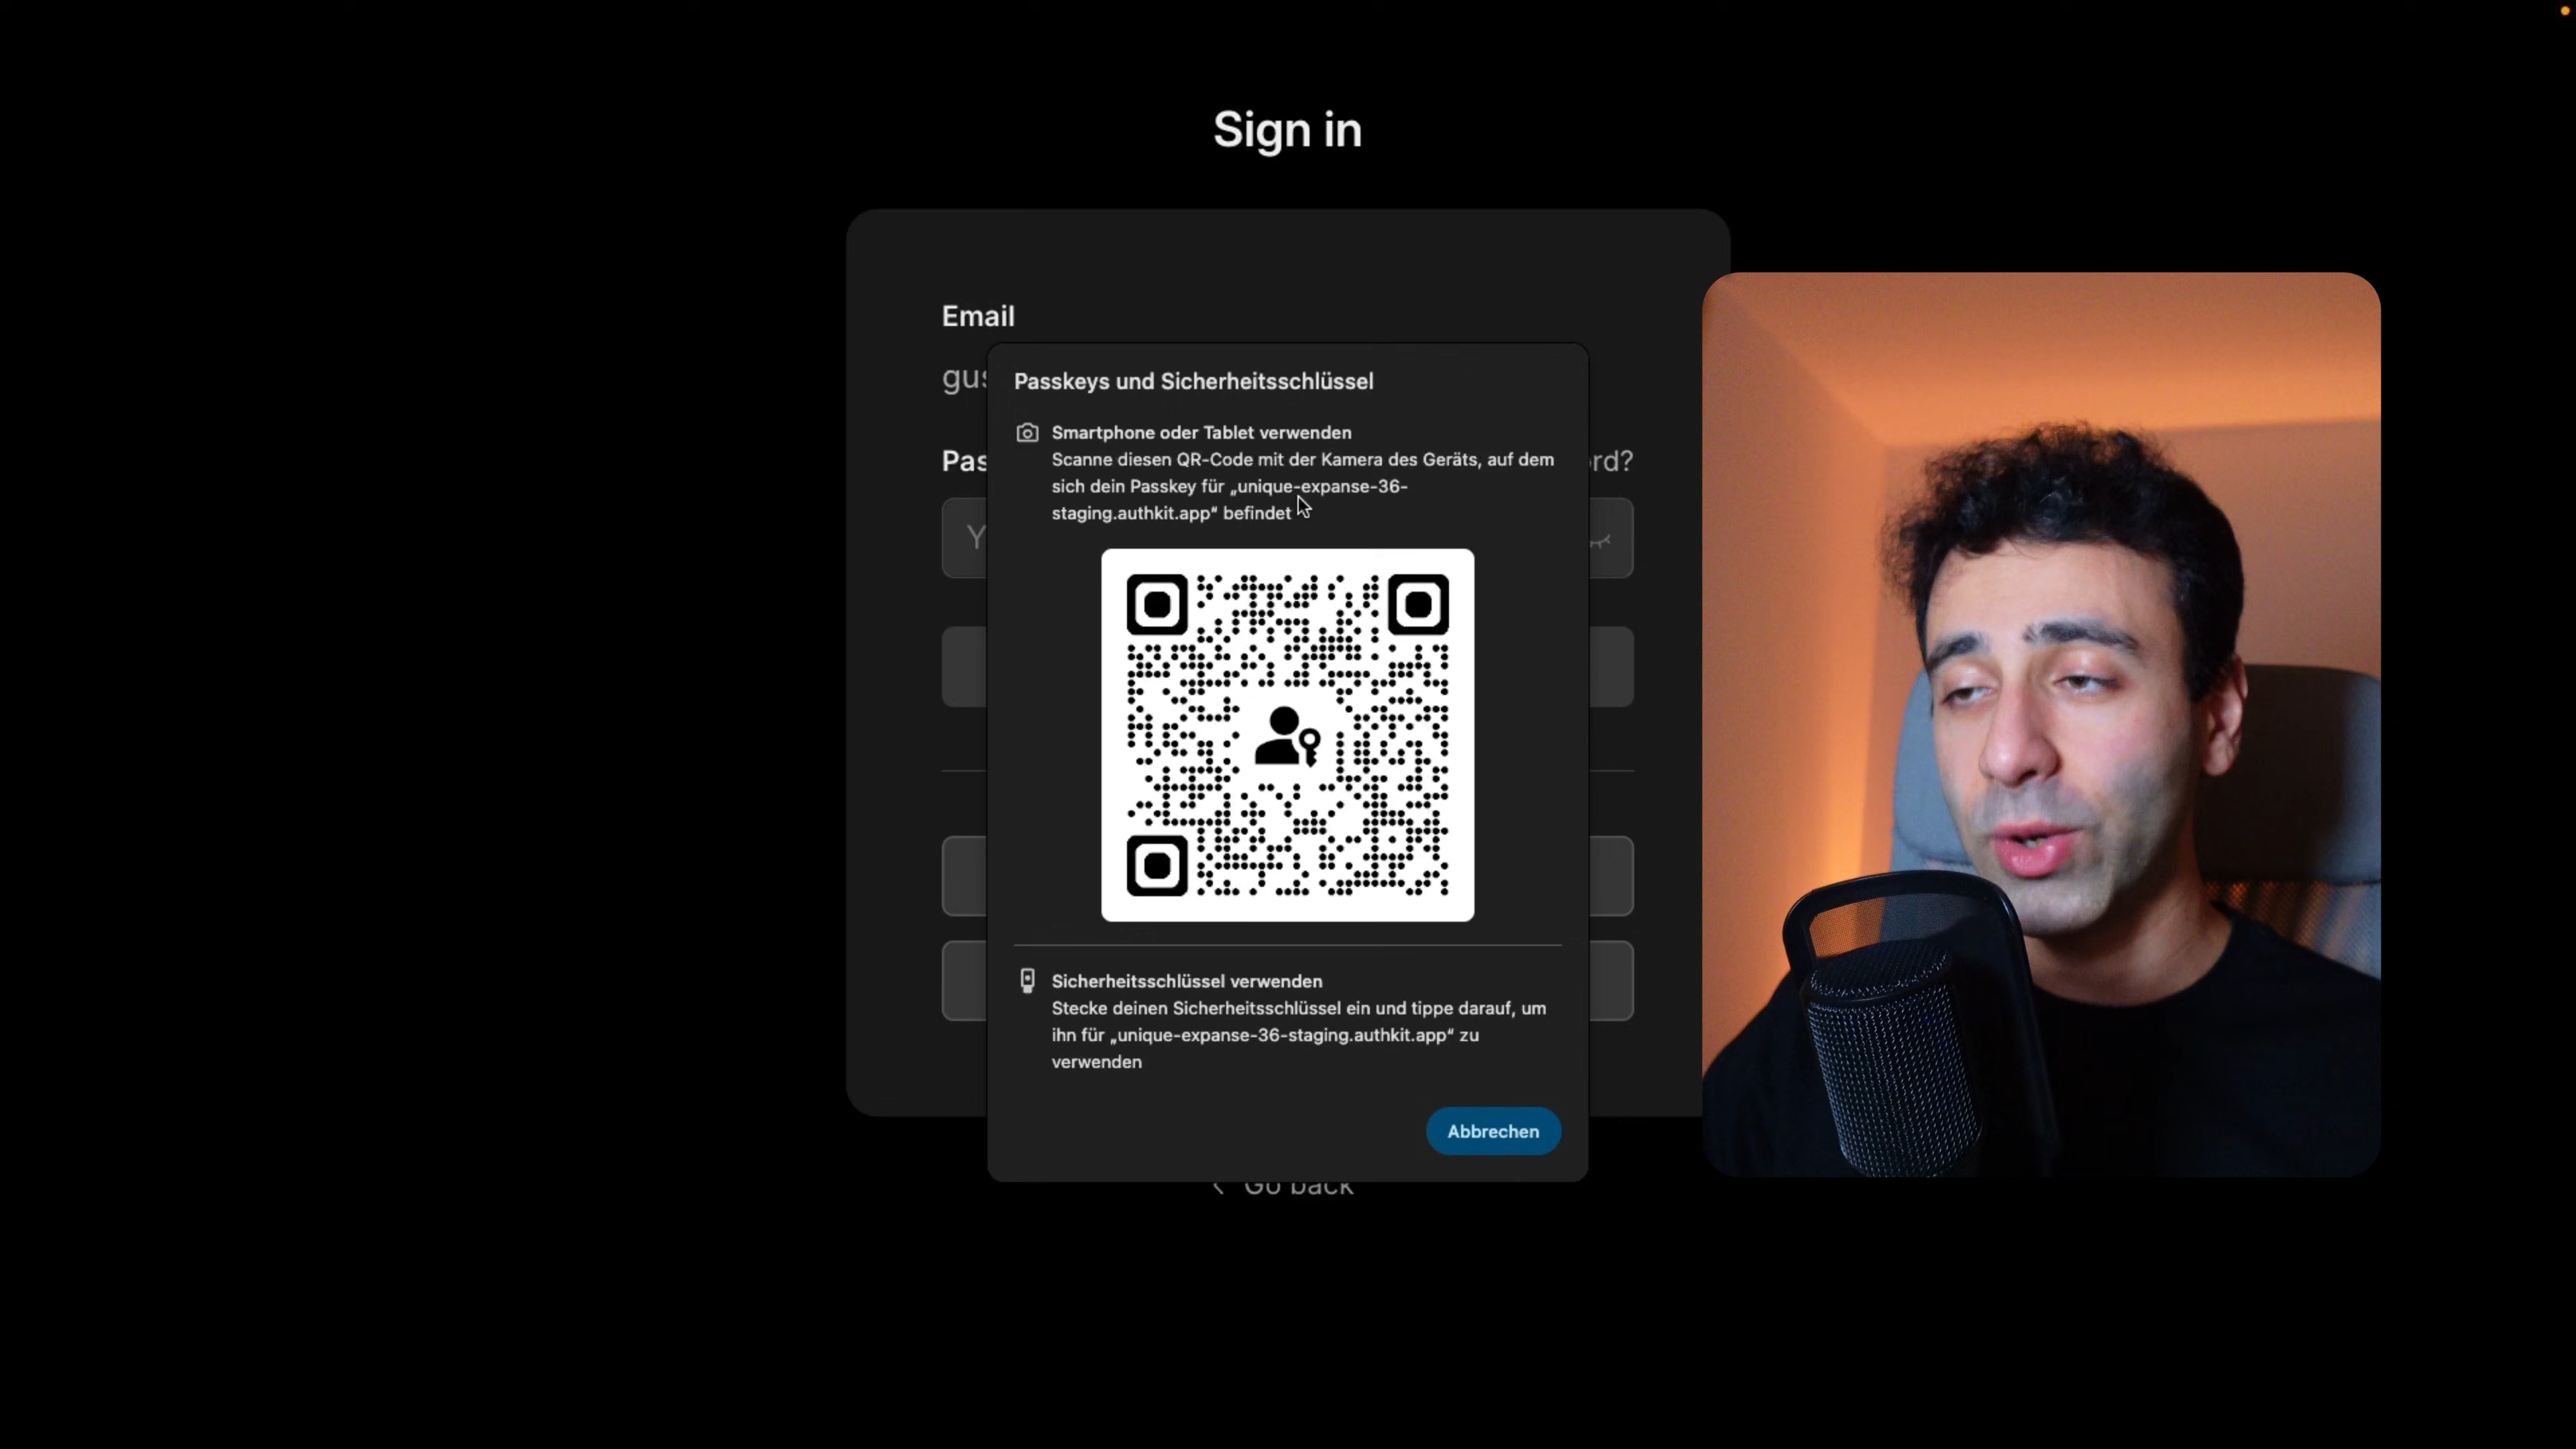 Sign in
Email
Passkeys und Sicherheitsschlüssel
Smartphone oder Tablet verwenden
Scanne diesen QR-Code mit der Kamera des Geräts, auf dem
sich dein Passkey für „unique-expanse-36-
staging.authkit.app“ befindet
Sicherheitsschlüssel verwenden
Stecke deinen Sicherheitsschlüssel ein und tippe darauf, um
ihn für „unique-expanse-36-staging.authkit.app“ zu
verwenden
Abbrechen
Go back